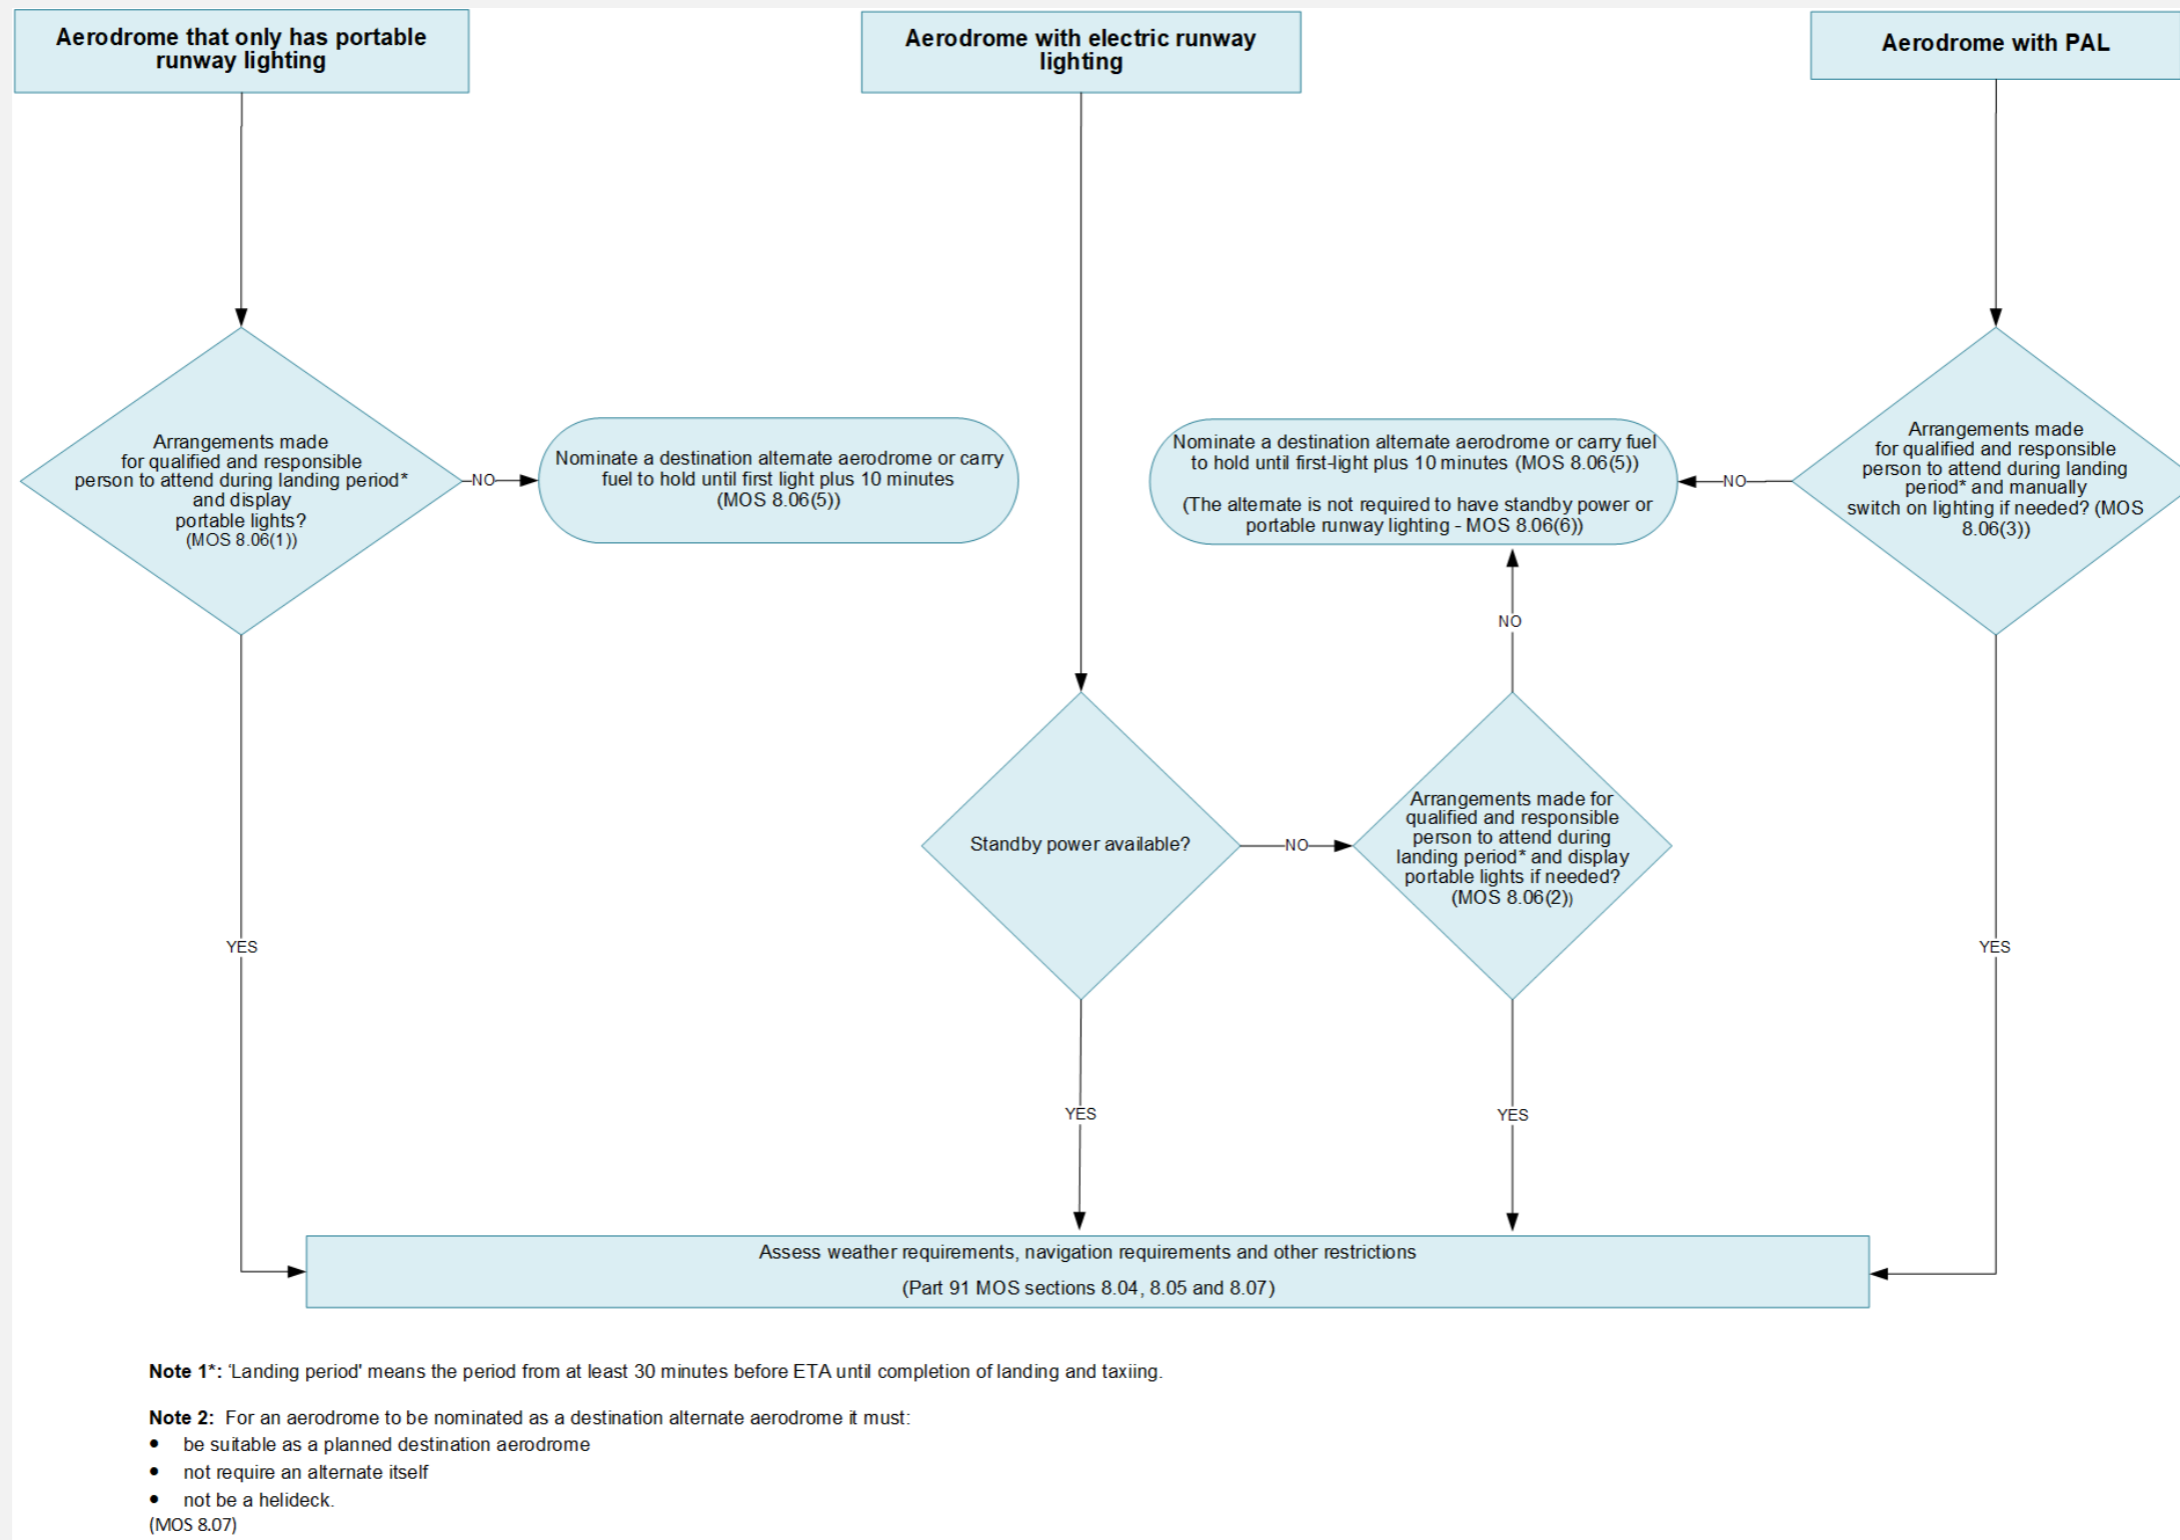 Aerodrome that only has portable
runway lighting
Aerodrome with electric runway
lighting
Aerodrome with PAL
Arrangements made
for qualified and responsible
person to attend during landing period*
and display
portable lights?
(MOS 8.06(1))
NO
Nominate a destination alternate aerodrome or carry
fuel to hold until first light plus 10 minutes
(MOS 8.06(5))
Nominate a destination alternate aerodrome or carry fuel
to hold until first-light plus 10 minutes (MOS 8.06(5))
(The alternate is not required to have standby power or
portable runway lighting - MOS 8.06(6))
NO
Arrangements made
for qualified and responsible
person to attend during landing
period* and manually
switch on lighting if needed? (MOS
8.06(3))
NO
Standby power available?
NO
Arrangements made for
qualified and responsible
person to attend during
landing period* and display
portable lights if needed?
(MOS 8.06(2))
YES
YES
YES
YES
Assess weather requirements, navigation requirements and other restrictions
(Part 91 MOS sections 8.04, 8.05 and 8.07)
Note 1*: 'Landing period' means the period from at least 30 minutes before ETA until completion of landing and taxiing.
Note 2: For an aerodrome to be nominated as a destination alternate aerodrome it must:
• be suitable as a planned destination aerodrome
• not require an alternate itself
• not be a helideck.
(MOS 8.07)